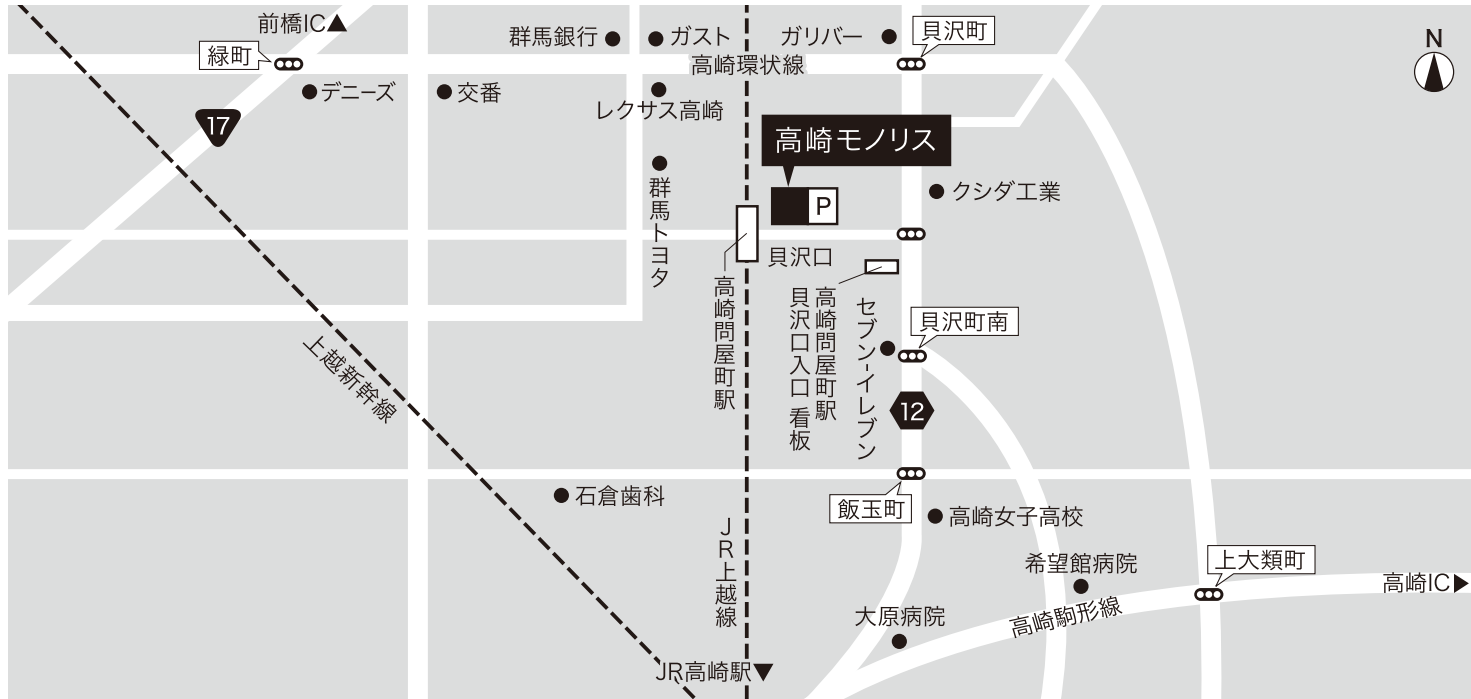 前橋IC▲
緑町
群馬銀行
ガスト
ガリバー
貝沢町
N
高崎環状線
デニーズ
交番
レクサス高崎
17
高崎モノリス
群馬トヨタ
P
クシダ工業
貝沢口
高崎問屋町駅
高崎問屋町駅
貝沢口入口 看板
セブン-イレブン
貝沢町南
上越新幹線
12
石倉歯科
飯玉町
高崎女子高校
JR上越線
希望館病院
上大類町
高崎IC▶
大原病院
高崎駒形線
JR高崎駅▼